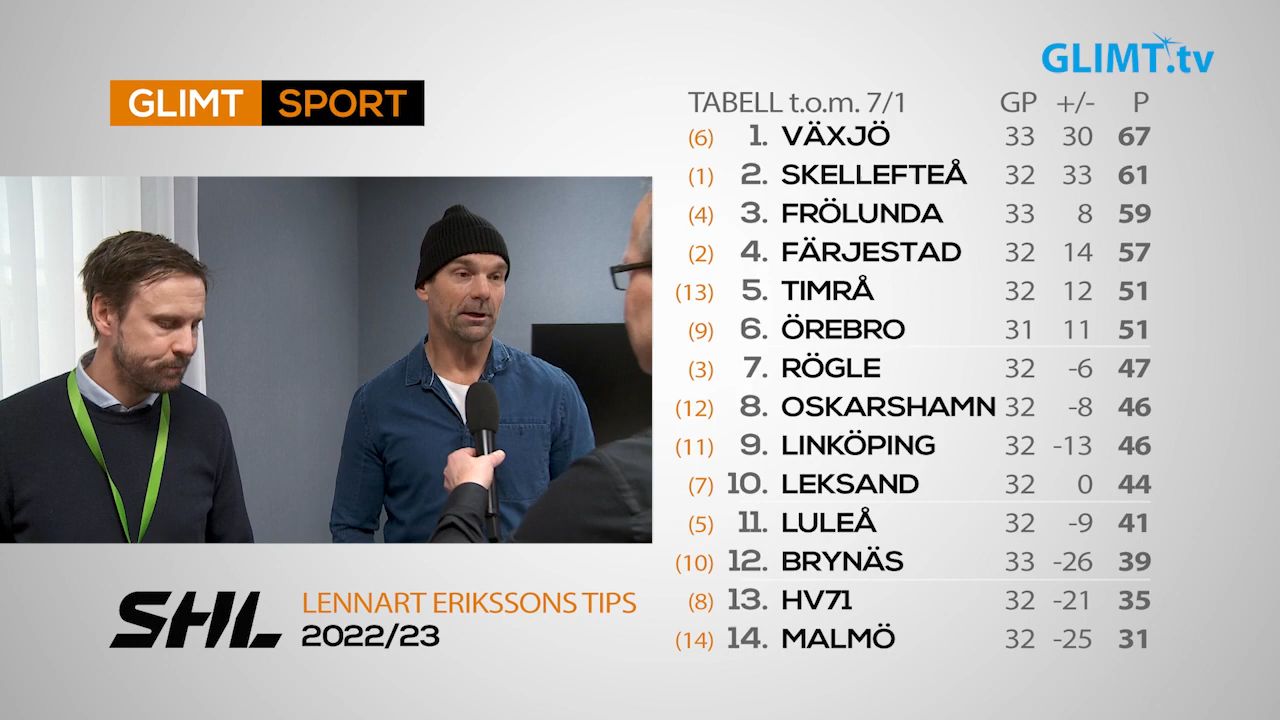 GLIMT.tv
GLIMT SPORT
TABELL t.o.m. 7/1 GP +/- P
(6) 1. VÄXJÖ 33 30 67
(1) 2. SKELLEFTEÅ 32 33 61
(4) 3. FRÖLUNDA 33 8 59
(2) 4. FÄRJESTAD 32 14 57
(13) 5. TIMRÅ 32 12 51
(9) 6. ÖREBRO 31 11 51
(3) 7. RÖGLE 32 -6 47
(12) 8. OSKARSHAMN 32 -8 46
(11) 9. LINKÖPING 32 -13 46
(7) 10. LEKSAND 32 0 44
(5) 11. LULEÅ 32 -9 41
(10) 12. BRYNÄS 33 -26 39
(8) 13. HV71 32 -21 35
(14) 14. MALMÖ 32 -25 31
SHL
LENNART ERIKSSONS TIPS
2022/23